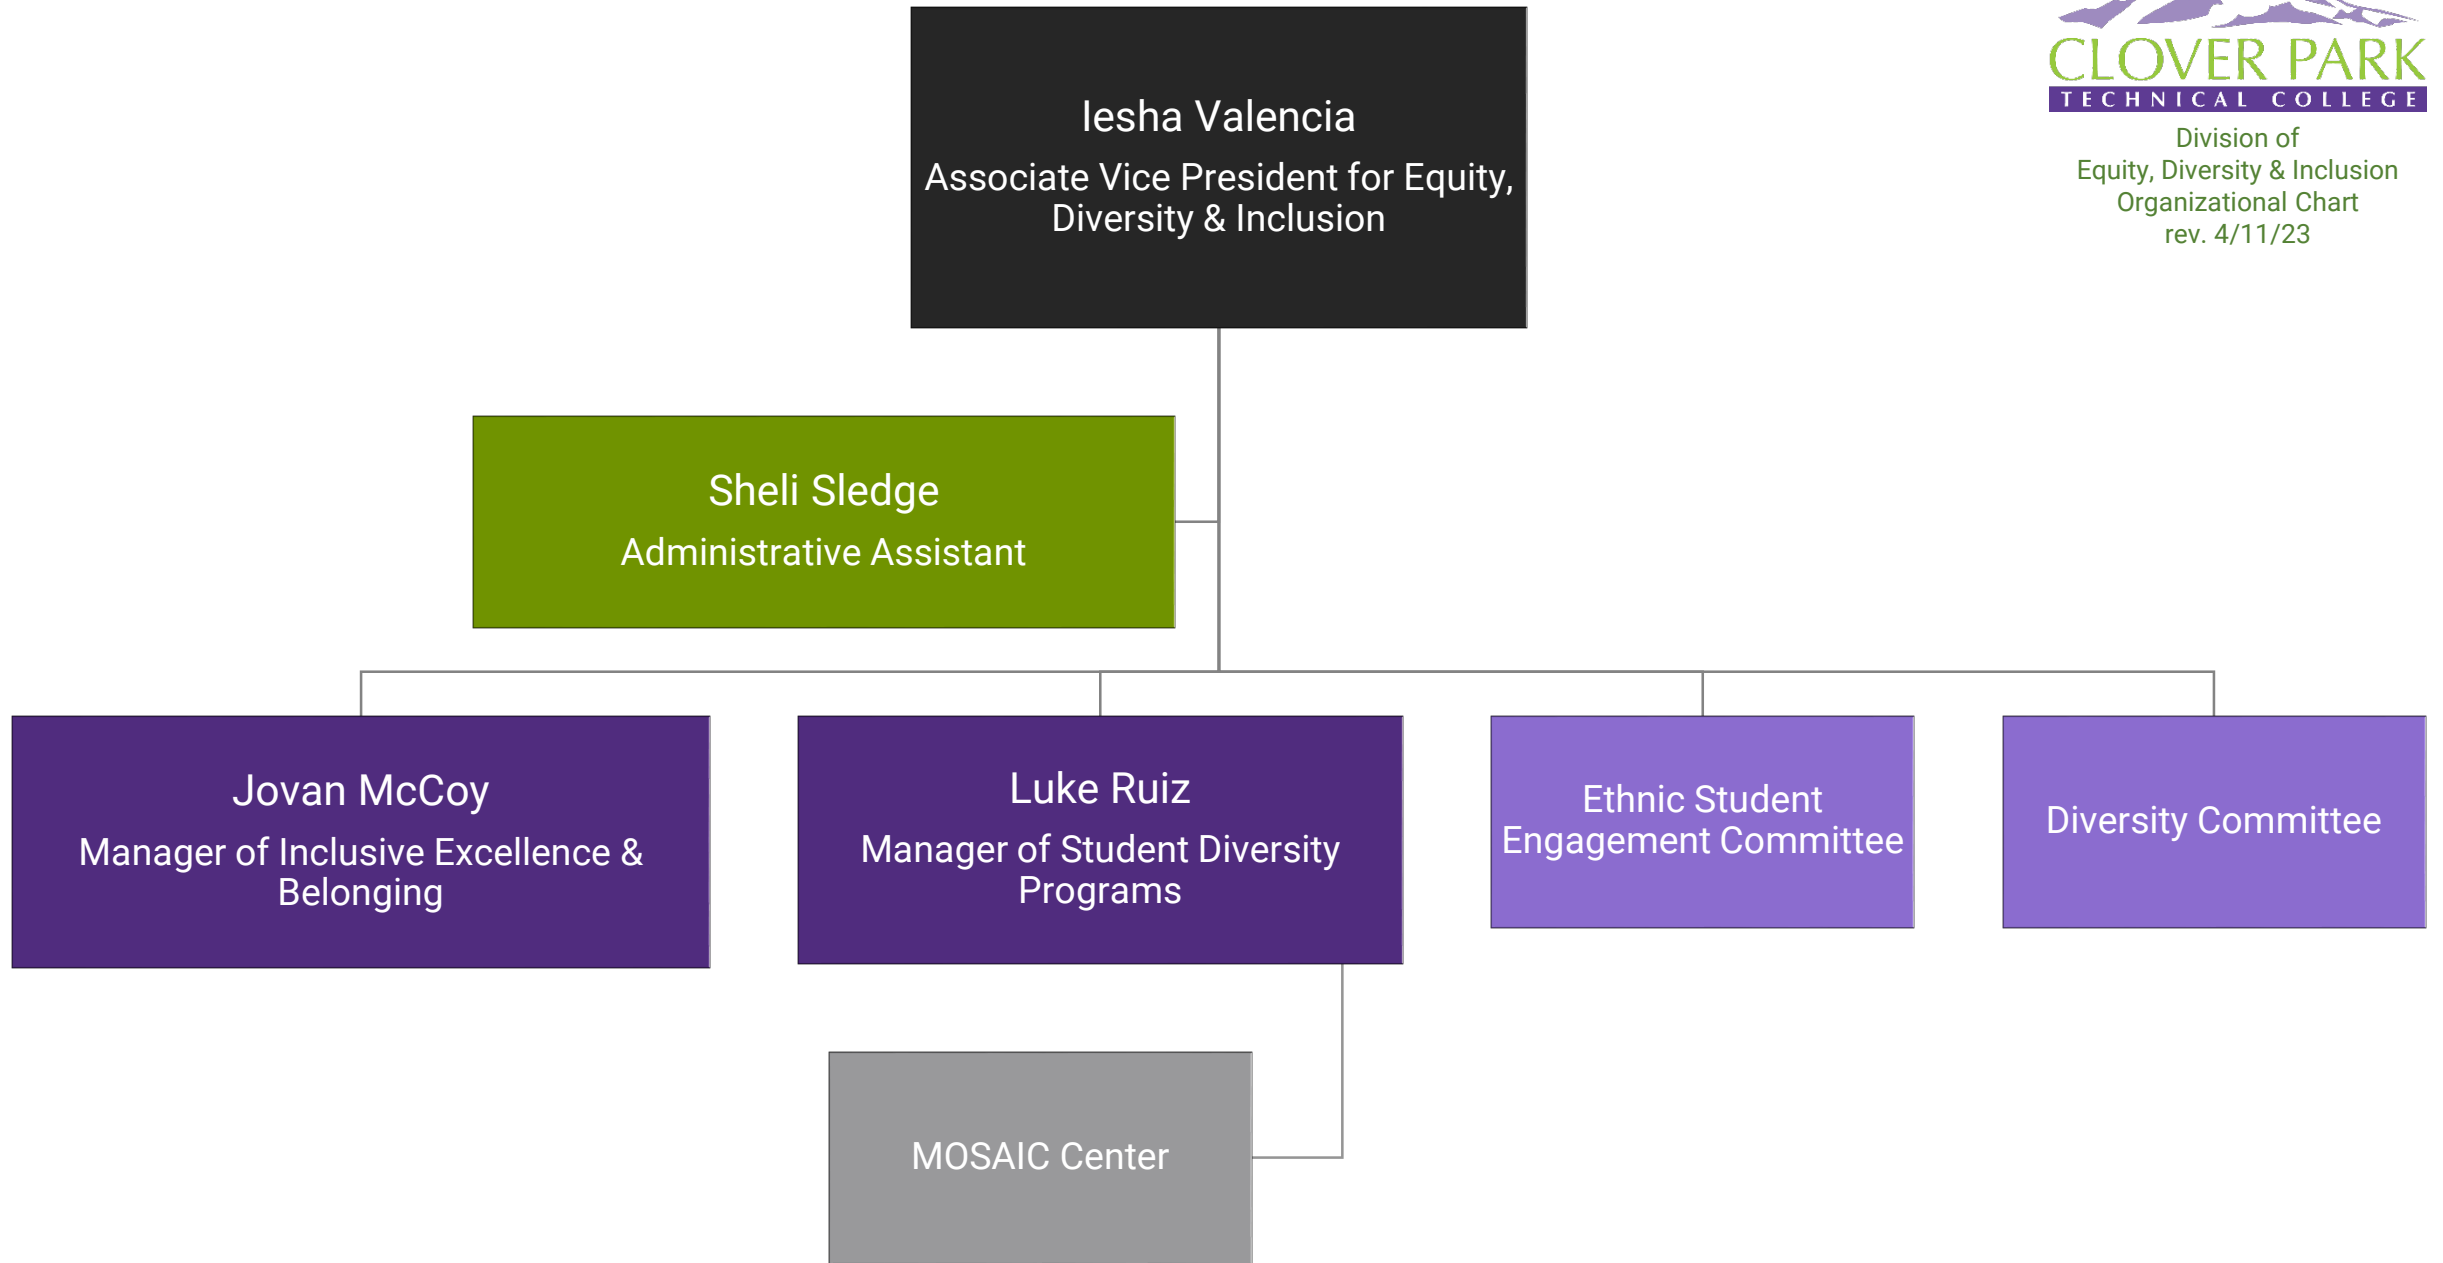 CLOVER PARK
TECHNICAL COLLEGE
Division of
Equity, Diversity & Inclusion
Organizational Chart
rev. 4/11/23
Iesha Valencia
Associate Vice President for Equity,
Diversity & Inclusion
Sheli Sledge
Administrative Assistant
Jovan McCoy
Manager of Inclusive Excellence &
Belonging
Luke Ruiz
Manager of Student Diversity
Programs
Ethnic Student
Engagement Committee
Diversity Committee
MOSAIC Center